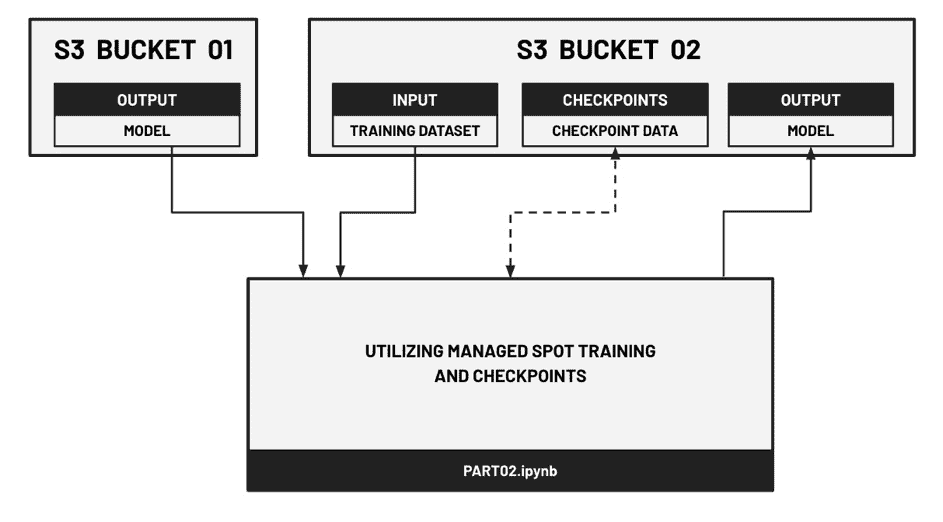 S3 BUCKET 01
OUTPUT
MODEL
S3 BUCKET 02
INPUT
TRAINING DATASET
CHECKPOINTS
CHECKPOINT DATA
OUTPUT
MODEL
UTILIZING MANAGED SPOT TRAINING
AND CHECKPOINTS
PART02.ipynb